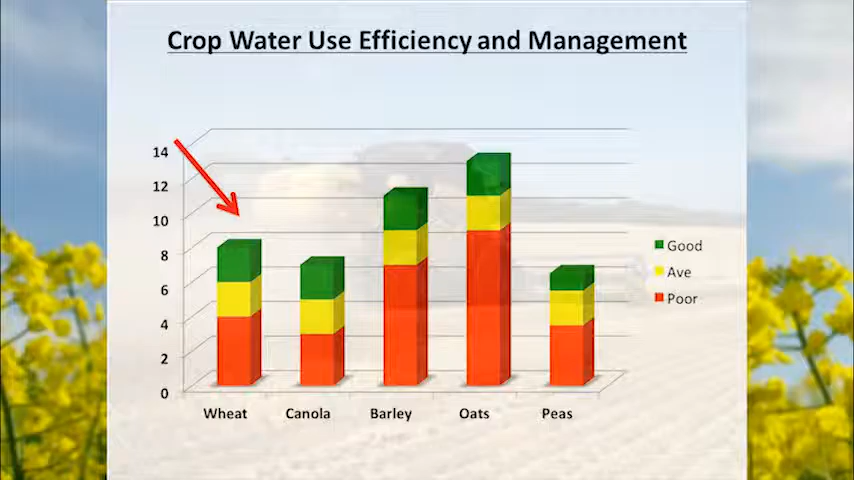 Crop Water Use Efficiency and Management
14
12
10
8
6
4
2
0
Wheat Canola Barley Oats Peas
Good
Ave
Poor